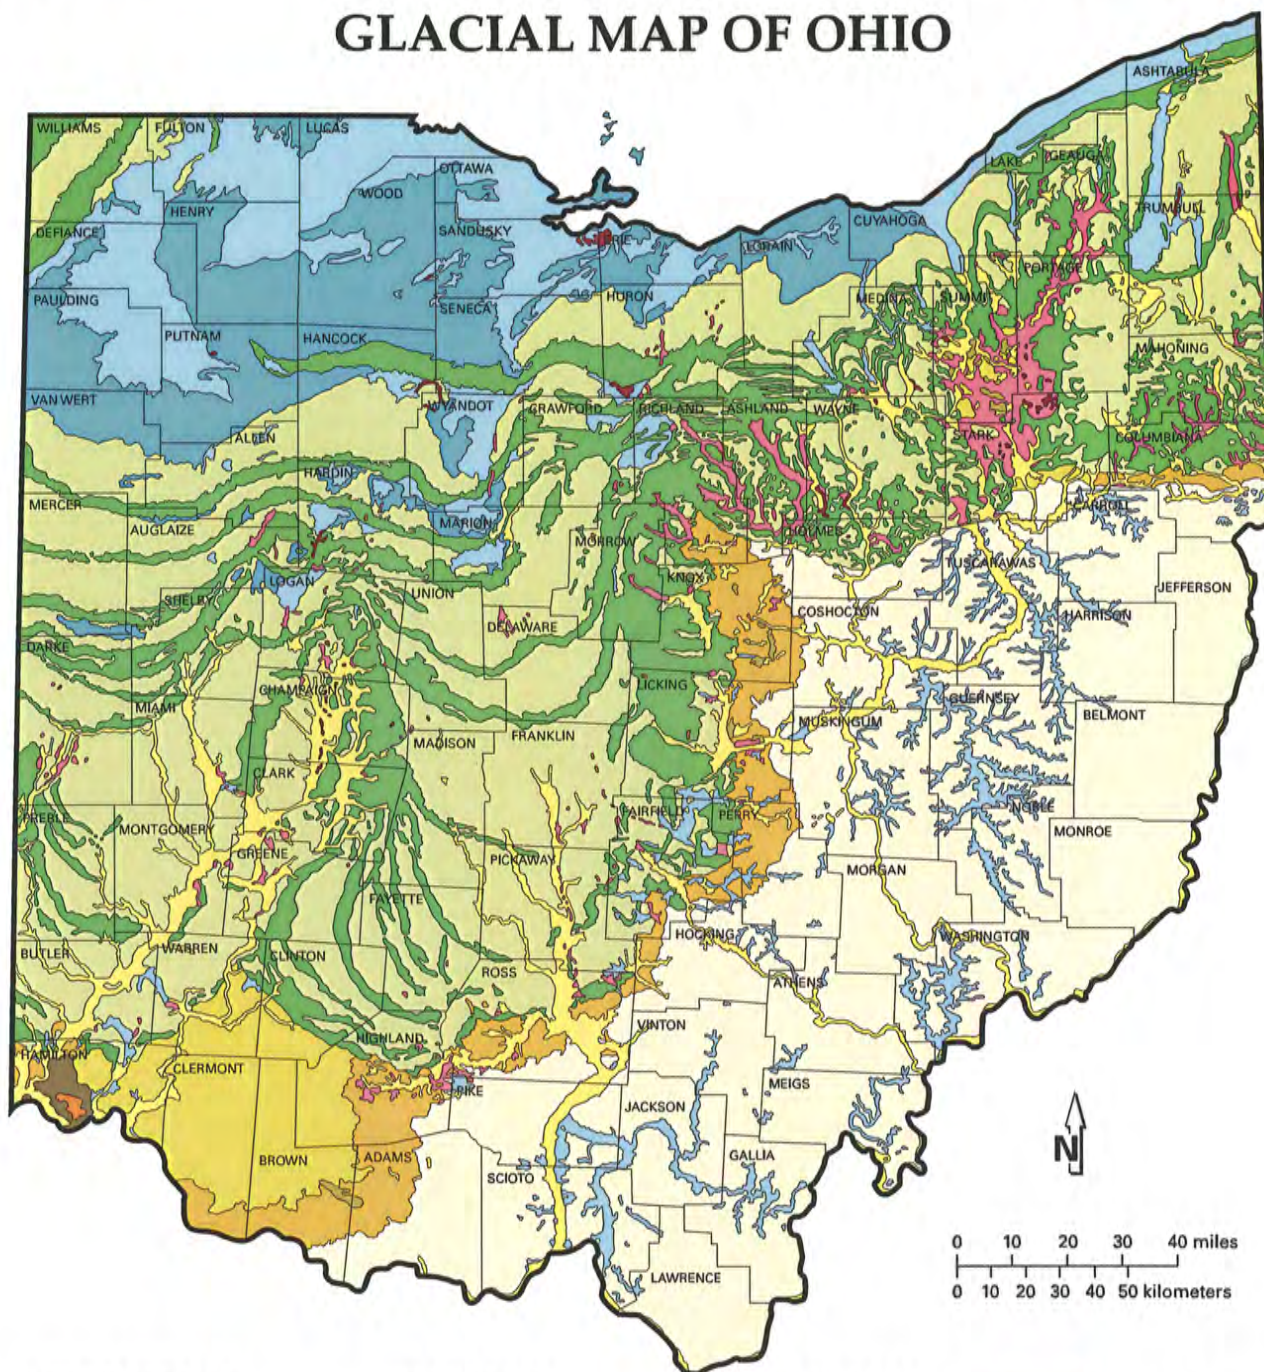 GLACIAL MAP OF OHIO
ASHTABULA
WILLIAMS
FULTON
LUCAS
LAKE
GEAUGA
OTTAWA
WOOD
HENRY
TRUMBULL
CUYAHOGA
DEFIANCE
SANDUSKY
ERIE
LORAIN
PORTAGE
PAULDING
HURON
MEDINA
SUMMIT
SENECA
PUTNAM
HANCOCK
MAHONING
VAN WERT
WYANDOT
CRAWFORD
RICHLAND
ASHLAND
WAYNE
STARK
COLUMBIANA
ALLEN
HARDIN
MERCER
CARROLL
AUGLAIZE
MARION
HOLMES
MORROW
TUSCARAWAS
LOGAN
KNOX
JEFFERSON
UNION
SHELBY
COSHOCTON
HARRISON
DELAWARE
DARKE
LICKING
CHAMPAIGN
GUERNSEY
MIAMI
BELMONT
MUSKINGUM
FRANKLIN
MADISON
CLARK
NOBLE
FAIRFIELD
PERRY
PREBLE
MONTGOMERY
MONROE
GREENE
PICKAWAY
MORGAN
FAYETTE
HOCKING
WASHINGTON
WARREN
BUTLER
CLINTON
ROSS
ATHENS
VINTON
HIGHLAND
HAMILTON
CLERMONT
MEIGS
PIKE
JACKSON
GALLIA
BROWN
ADAMS
SCIOTO
N
LAWRENCE
0 10 20 30 40 miles
0 10 20 30 40 50 kilometers